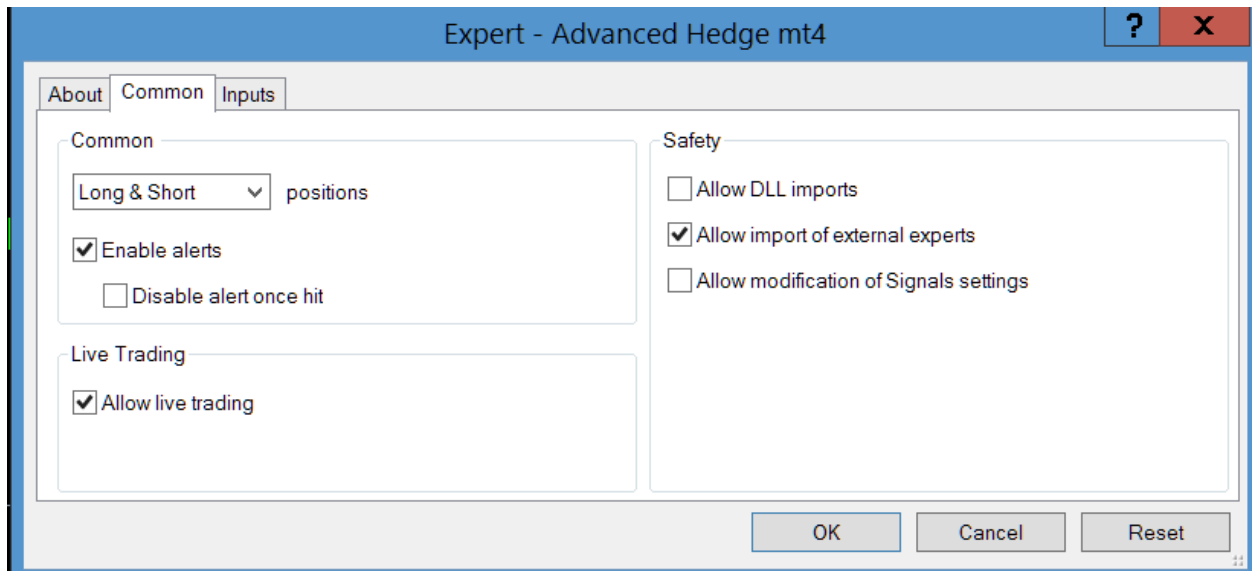 Expert - Advanced Hedge mt4
? X
About Common Inputs
Common
Long & Short positions
Enable alerts
Disable alert once hit
Live Trading
Allow live trading
Safety
Allow DLL imports
Allow import of external experts
Allow modification of Signals settings
OK Cancel Reset